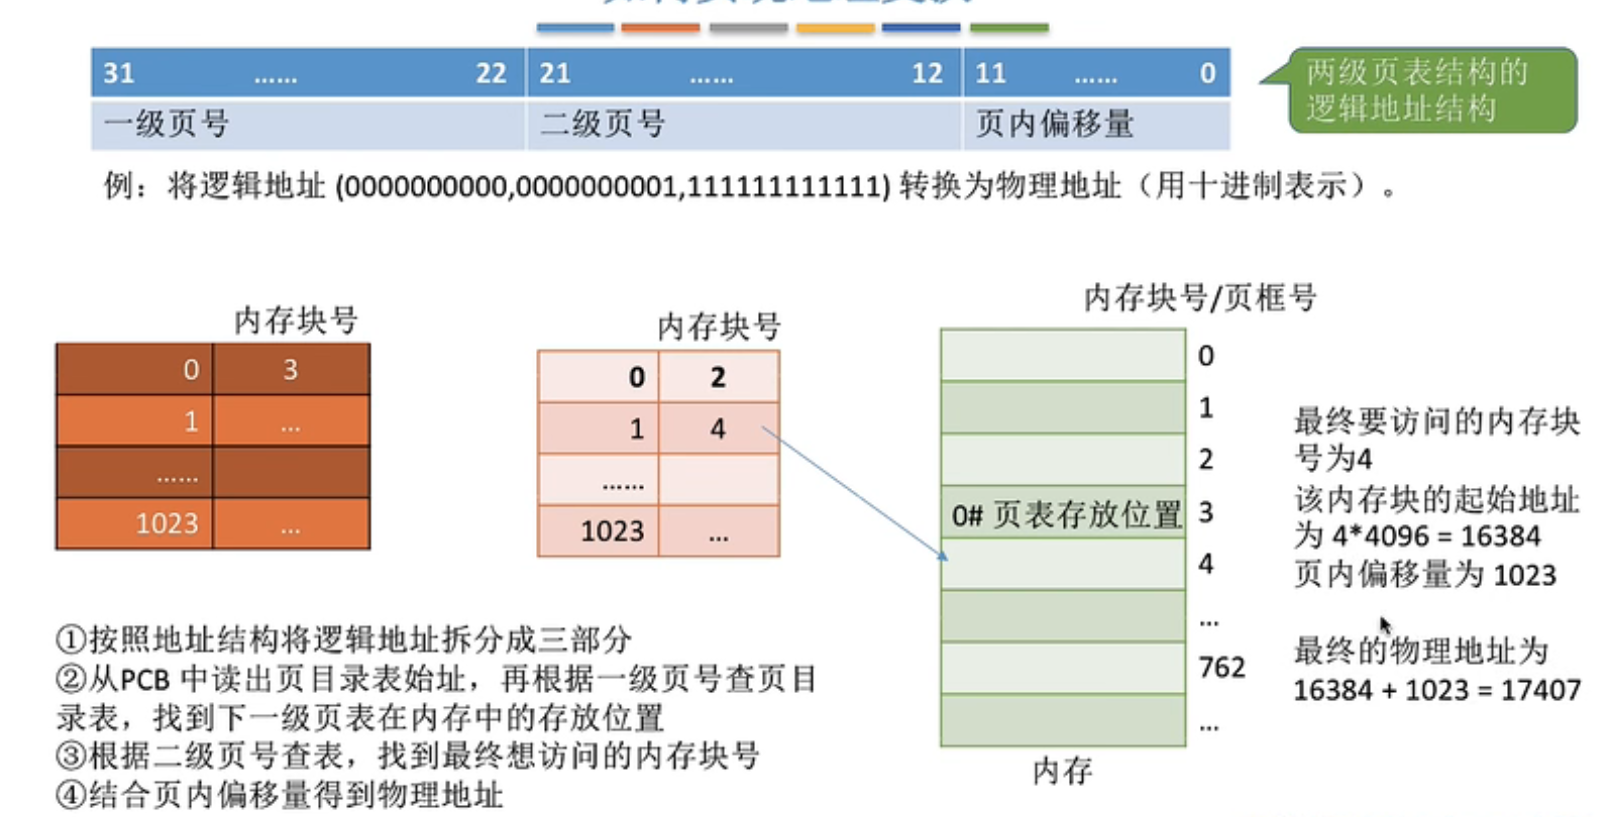 31 …… 22 21 …… 12 11 …… 0
一级页号 二级页号 页内偏移量
两级页表结构的
逻辑地址结构
例：将逻辑地址 (0000000000,0000000001,111111111111) 转换为物理地址（用十进制表示）。
内存块号
0 3
1 …
……
1023 …
内存块号
0 2
1 4
……
1023 …
内存块号/页框号
0
1
2
0# 页表存放位置 3
4
…
762
…
内存
最终要访问的内存块
号为4
该内存块的起始地址
为 4*4096 = 16384
页内偏移量为 1023
最终的物理地址为
16384 + 1023 = 17407
①按照地址结构将逻辑地址拆分成三部分
②从PCB 中读出页目录表始址，再根据一级页号查页目
录表，找到下一级页表在内存中的存放位置
③根据二级页号查表，找到最终想访问的内存块号
④结合页内偏移量得到物理地址